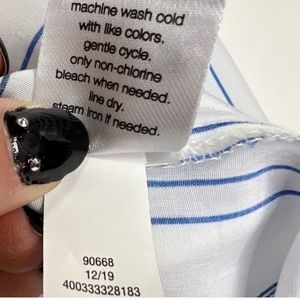 machine wash cold
with like colors.
gentle cycle.
only non-chlorine
bleach when needed.
line dry.
steam iron if needed.
90668
12/19
400333328183